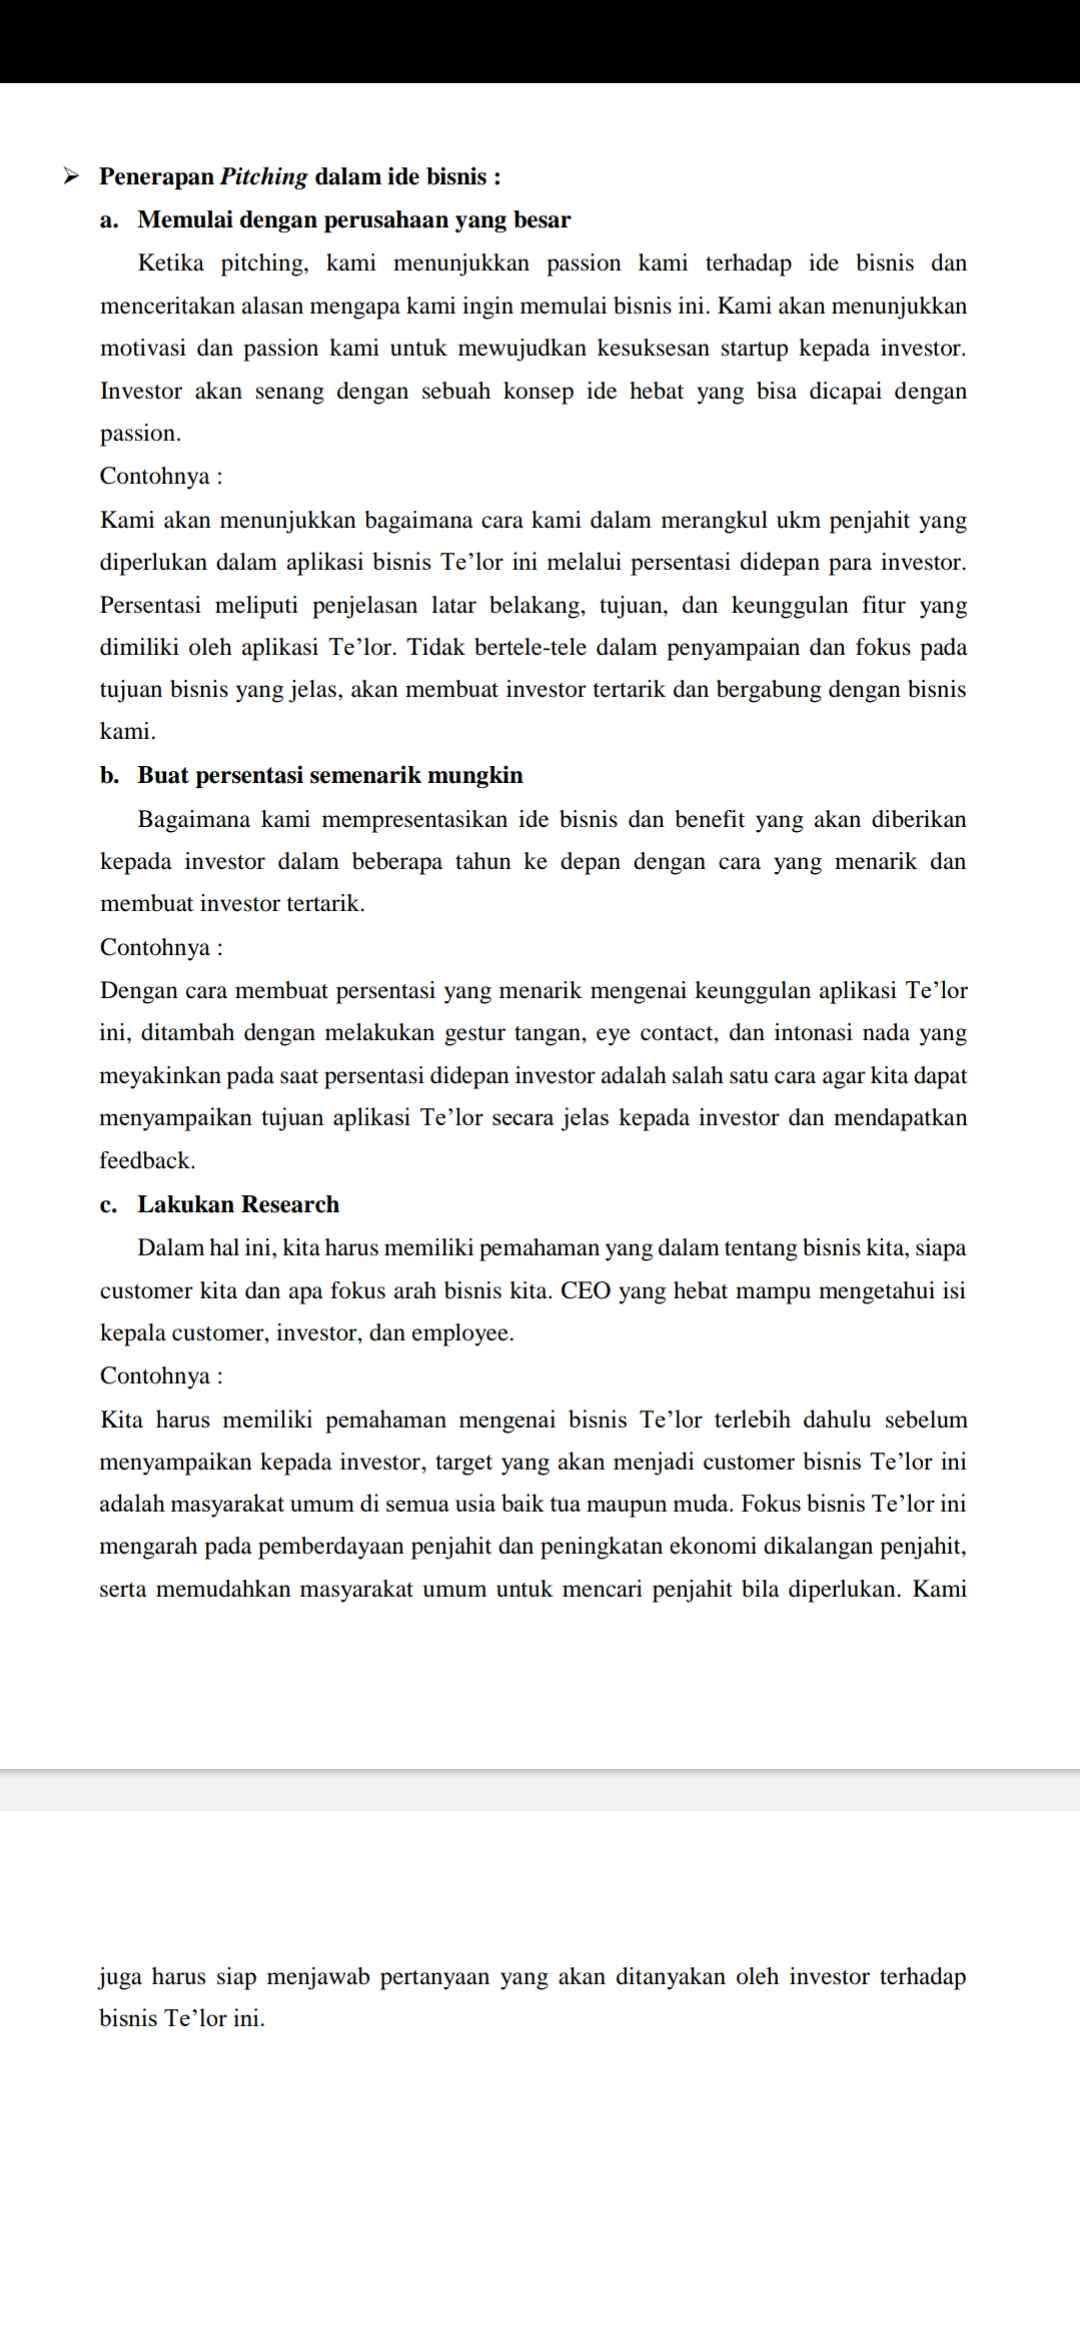 ➢ Penerapan Pitching dalam ide bisnis :
a. Memulai dengan perusahaan yang besar
Ketika pitching, kami menunjukkan passion kami terhadap ide bisnis dan
menceritakan alasan mengapa kami ingin memulai bisnis ini. Kami akan menunjukkan
motivasi dan passion kami untuk mewujudkan kesuksesan startup kepada investor.
Investor akan senang dengan sebuah konsep ide hebat yang bisa dicapai dengan
passion.
Contohnya :
Kami akan menunjukkan bagaimana cara kami dalam merangkul ukm penjahit yang
diperlukan dalam aplikasi bisnis Te’lor ini melalui persentasi didepan para investor.
Persentasi meliputi penjelasan latar belakang, tujuan, dan keunggulan fitur yang
dimiliki oleh aplikasi Te’lor. Tidak bertele-tele dalam penyampaian dan fokus pada
tujuan bisnis yang jelas, akan membuat investor tertarik dan bergabung dengan bisnis
kami.
b. Buat persentasi semenarik mungkin
Bagaimana kami mempresentasikan ide bisnis dan benefit yang akan diberikan
kepada investor dalam beberapa tahun ke depan dengan cara yang menarik dan
membuat investor tertarik.
Contohnya :
Dengan cara membuat persentasi yang menarik mengenai keunggulan aplikasi Te’lor
ini, ditambah dengan melakukan gestur tangan, eye contact, dan intonasi nada yang
meyakinkan pada saat persentasi didepan investor adalah salah satu cara agar kita dapat
menyampaikan tujuan aplikasi Te’lor secara jelas kepada investor dan mendapatkan
feedback.
c. Lakukan Research
Dalam hal ini, kita harus memiliki pemahaman yang dalam tentang bisnis kita, siapa
customer kita dan apa fokus arah bisnis kita. CEO yang hebat mampu mengetahui isi
kepala customer, investor, dan employee.
Contohnya :
Kita harus memiliki pemahaman mengenai bisnis Te’lor terlebih dahulu sebelum
menyampaikan kepada investor, target yang akan menjadi customer bisnis Te’lor ini
adalah masyarakat umum di semua usia baik tua maupun muda. Fokus bisnis Te’lor ini
mengarah pada pemberdayaan penjahit dan peningkatan ekonomi dikalangan penjahit,
serta memudahkan masyarakat umum untuk mencari penjahit bila diperlukan. Kami
juga harus siap menjawab pertanyaan yang akan ditanyakan oleh investor terhadap
bisnis Te’lor ini.